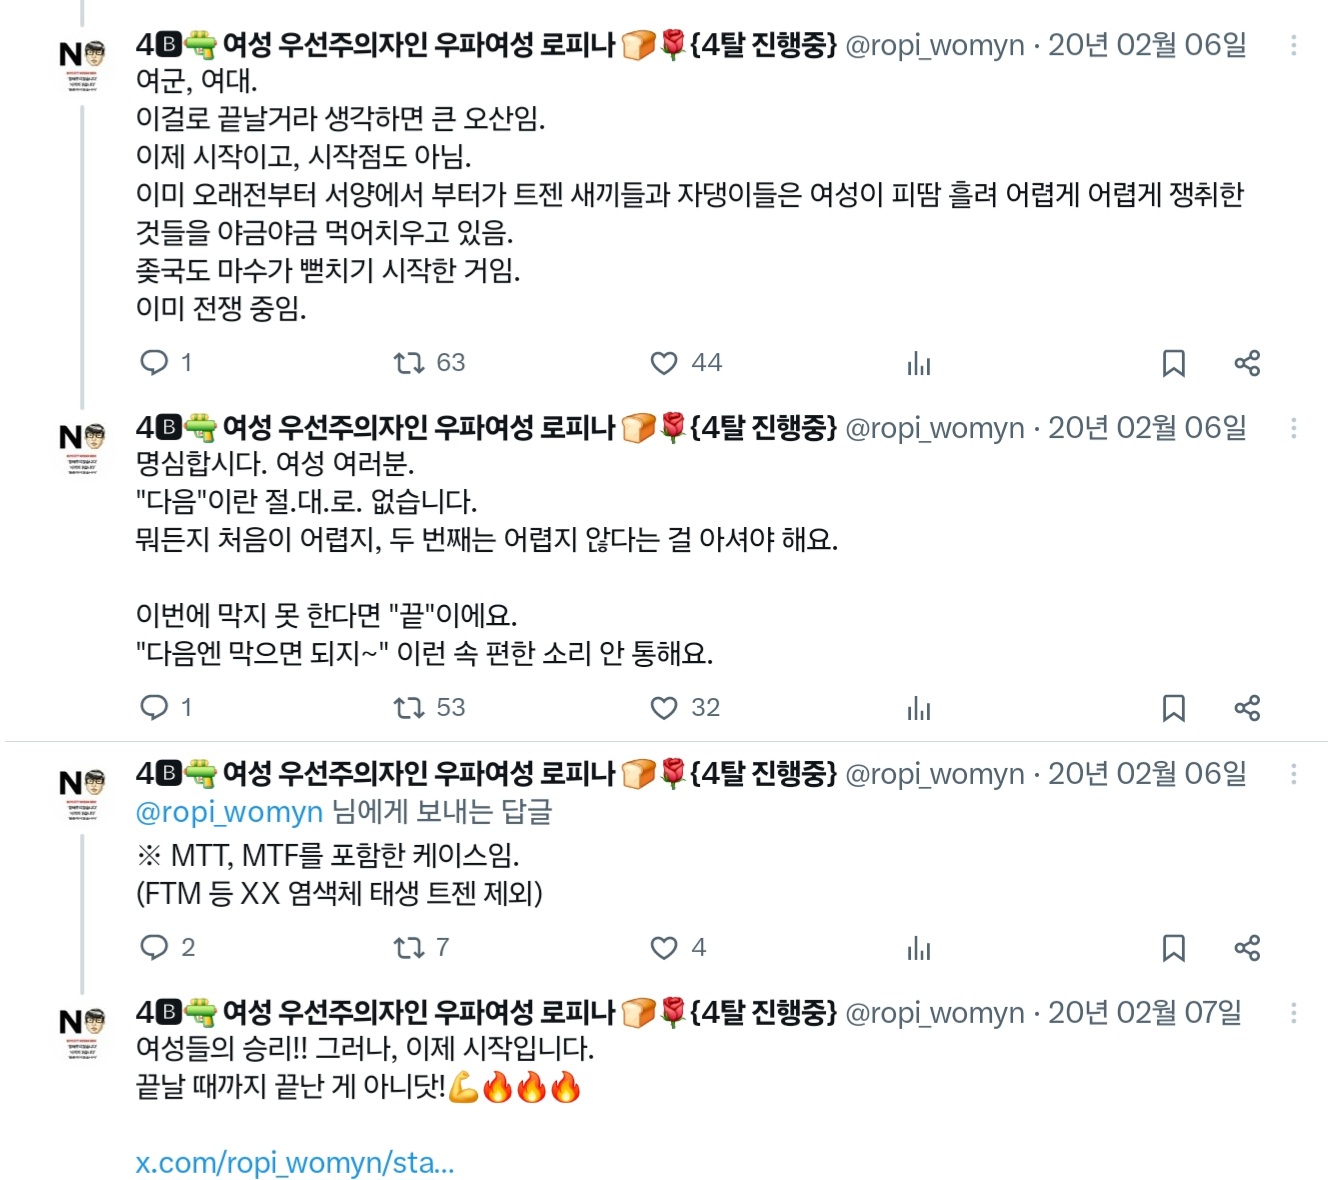 4🅱️🔫 여성 우선주의자인 우파여성 로피나 🍞🌹{4탈 진행중} @ropi_womyn · 20년 02월 06일
여군, 여대.
이걸로 끝날거라 생각하면 큰 오산임.
이제 시작이고, 시작점도 아님.
이미 오래전부터 서양에서 부터가 트젠 새끼들과 자댕이들은 여성이 피땀 흘려 어렵게 어렵게 쟁취한
것들을 야금야금 먹어치우고 있음.
좆국도 마수가 뻗치기 시작한 거임.
이미 전쟁 중임.
1 63 44
4🅱️🔫 여성 우선주의자인 우파여성 로피나 🍞🌹{4탈 진행중} @ropi_womyn · 20년 02월 06일
명심합시다. 여성 여러분.
"다음"이란 절.대.로. 없습니다.
뭐든지 처음이 어렵지, 두 번째는 어렵지 않다는 걸 아셔야 해요.
이번에 막지 못 한다면 "끝"이에요.
"다음엔 막으면 되지~" 이런 속 편한 소리 안 통해요.
1 53 32
4🅱️🔫 여성 우선주의자인 우파여성 로피나 🍞🌹{4탈 진행중} @ropi_womyn · 20년 02월 06일
@ropi_womyn 님에게 보내는 답글
※ MTT, MTF를 포함한 케이스임.
(FTM 등 XX 염색체 태생 트젠 제외)
2 7 4
4🅱️🔫 여성 우선주의자인 우파여성 로피나 🍞🌹{4탈 진행중} @ropi_womyn · 20년 02월 07일
여성들의 승리!! 그러나, 이제 시작입니다.
끝날 때까지 끝난 게 아니닷!💪🔥🔥🔥
x.com/ropi_womyn/sta...